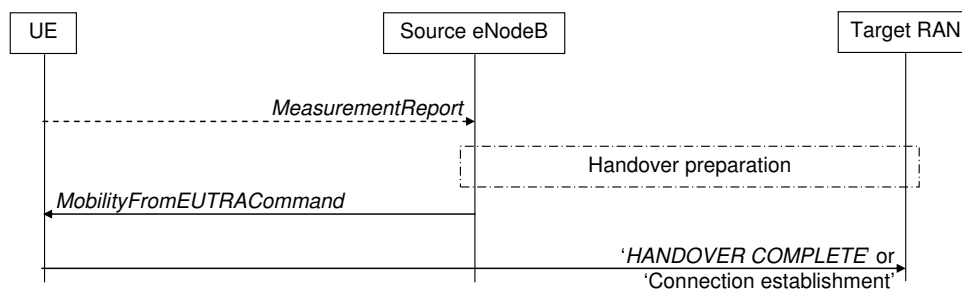 UE
Source eNodeB
Target RAN
MeasurementReport
Handover preparation
MobilityFromEUTRACommand
‘HANDOVER COMPLETE’ or
‘Connection establishment’